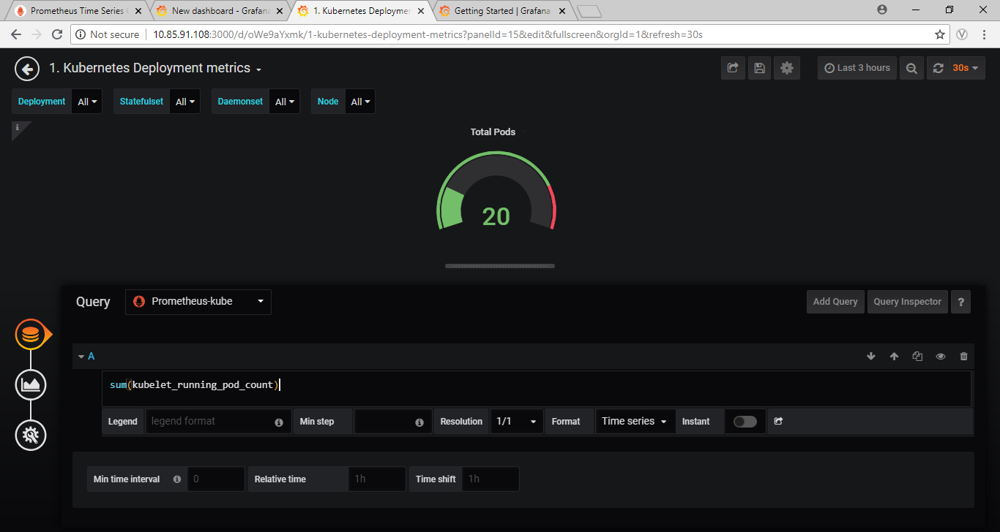 Prometheus Time Series C
New dashboard - Grafana
1. Kubernetes Deploymen
Getting Started | Grafana
Not secure
10.85.91.108:3000/d/oWe9aYxmk/1-kubernetes-deployment-metrics?panelId=15&edit&fullscreen&orgId=1&refresh=30s
1. Kubernetes Deployment metrics
Last 3 hours
30s
Deployment All
Statefulset All
Daemonset All
Node All
i
Total Pods
20
Query
Prometheus-kube
Add Query
Query Inspector
?
A
sum(kubelet_running_pod_count)
Legend
legend format
Min step
Resolution
1/1
Format
Time series
Instant
Min time interval
0
Relative time
1h
Time shift
1h